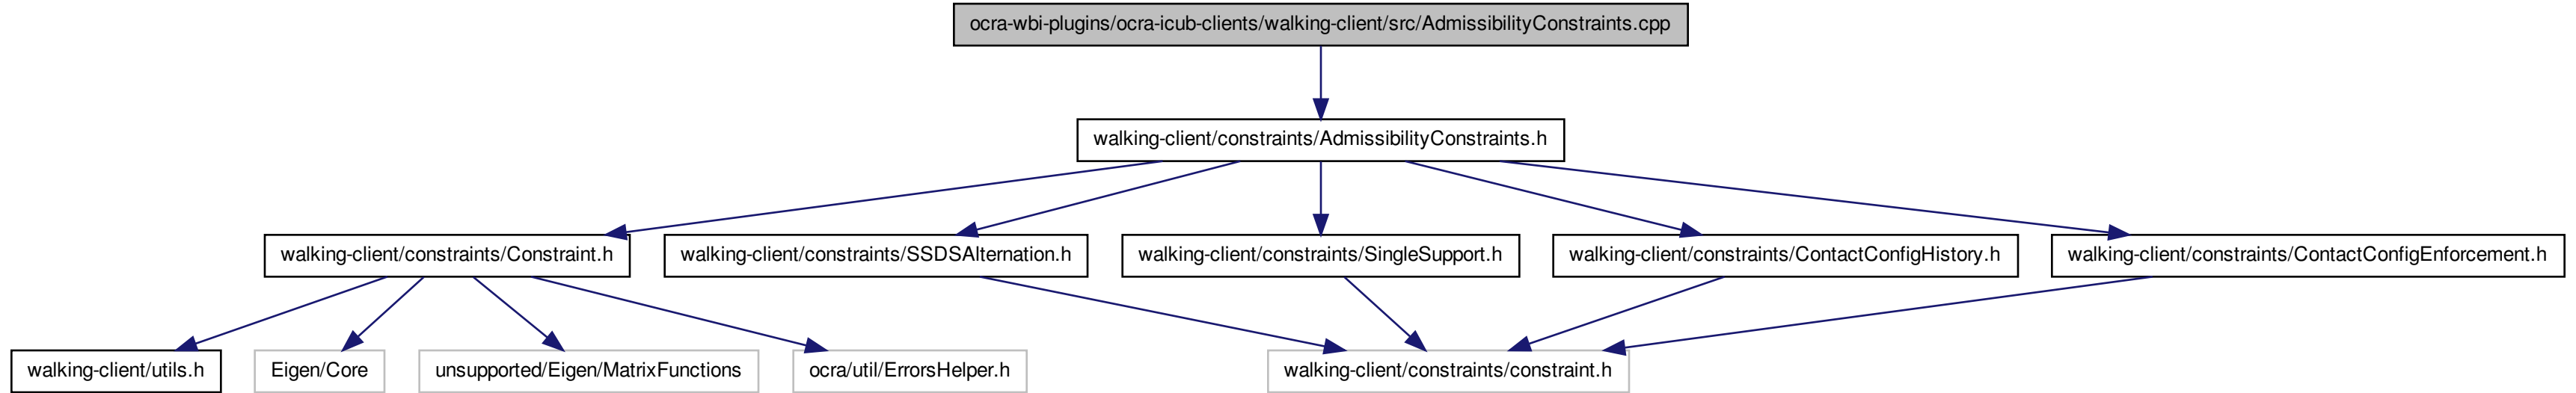 ocra-wbi-plugins/ocra-icub-clients/walking-client/src/AdmissibilityConstraints.cpp
walking-client/constraints/AdmissibilityConstraints.h
walking-client/constraints/Constraint.h
walking-client/constraints/SSDSAlternation.h
walking-client/constraints/SingleSupport.h
walking-client/constraints/ContactConfigHistory.h
walking-client/constraints/ContactConfigEnforcement.h
walking-client/utils.h
Eigen/Core
unsupported/Eigen/MatrixFunctions
ocra/util/ErrorsHelper.h
walking-client/constraints/constraint.h